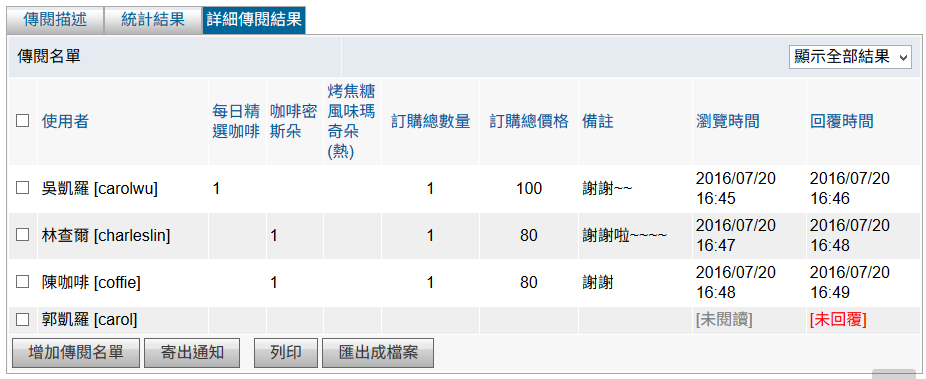 傳閱描述 統計結果 詳細傳閱結果
傳閱名單 顯示全部結果
使用者 每日精選咖啡 咖啡密斯朵 烤焦糖風味瑪奇朵(熱) 訂購總數量 訂購總價格 備註 瀏覽時間 回覆時間
吳凱羅 [carolwu] 1 1 100 謝謝~~ 2016/07/20 16:45 2016/07/20 16:46
林查爾 [charleslin] 1 1 80 謝謝啦~~~~ 2016/07/20 16:47 2016/07/20 16:48
陳咖啡 [coffie] 1 1 80 謝謝 2016/07/20 16:48 2016/07/20 16:49
郭凱羅 [carol] [未閱讀] [未回覆]
增加傳閱名單 寄出通知 列印 匯出成檔案